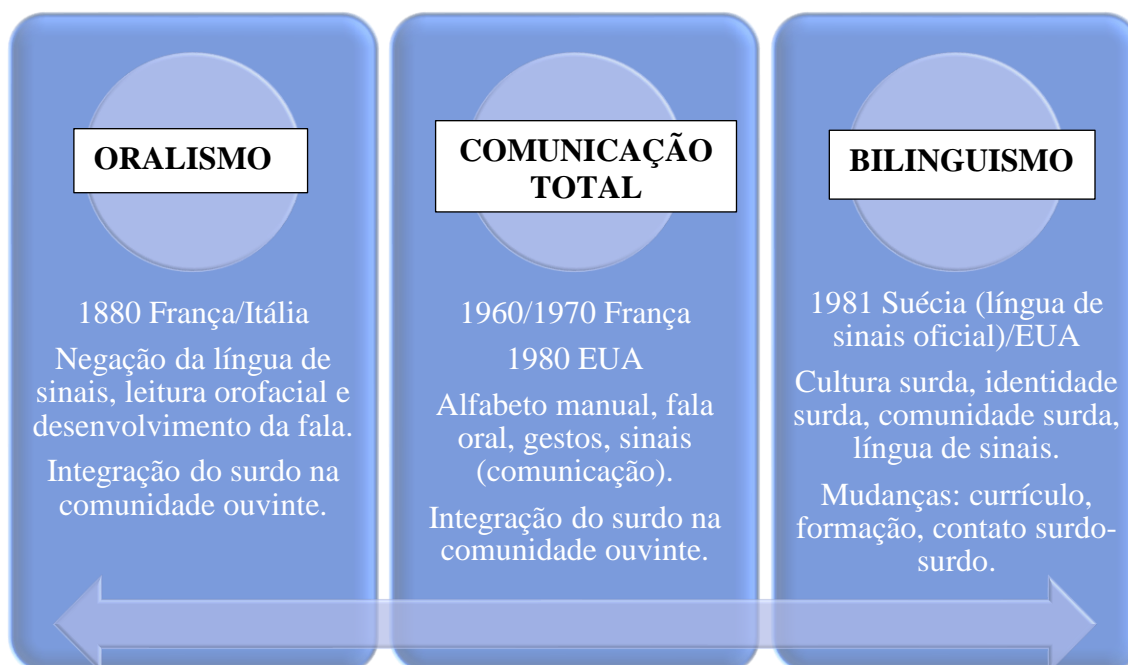 ORALISMO
1880 França/Itália
Negação da língua de
sinais, leitura orofacial e
desenvolvimento da fala.
Integração do surdo na
comunidade ouvinte.
COMUNICAÇÃO
TOTAL
1960/1970 França
1980 EUA
Alfabeto manual, fala
oral, gestos, sinais
(comunicação).
Integração do surdo na
comunidade ouvinte.
BILINGUISMO
1981 Suécia (língua de
sinais oficial)/EUA
Cultura surda, identidade
surda, comunidade surda,
língua de sinais.
Mudanças: currículo,
formação, contato surdo-
surdo.